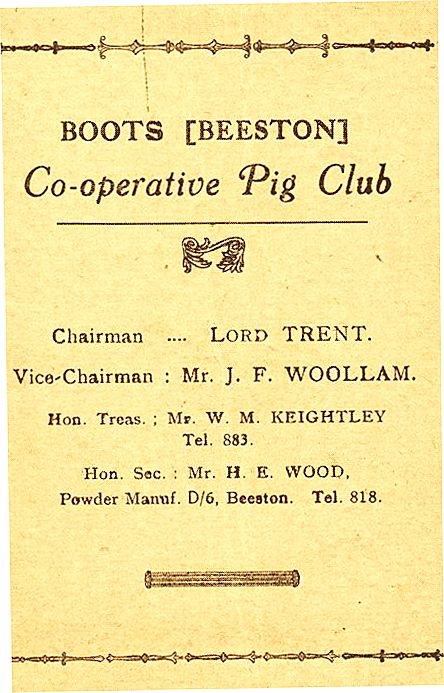 BOOTS [BEESTON]
Co-operative Pig Club
Chairman .... LORD TRENT.
Vice-Chairman : Mr. J. F. WOOLLAM.
Hon. Treas. ; Mr. W. M. KEIGHTLEY
Tel. 883.
Hon. Sec. : Mr. H. E. WOOD,
Powder Manuf. D/6, Beeston. Tel. 818.